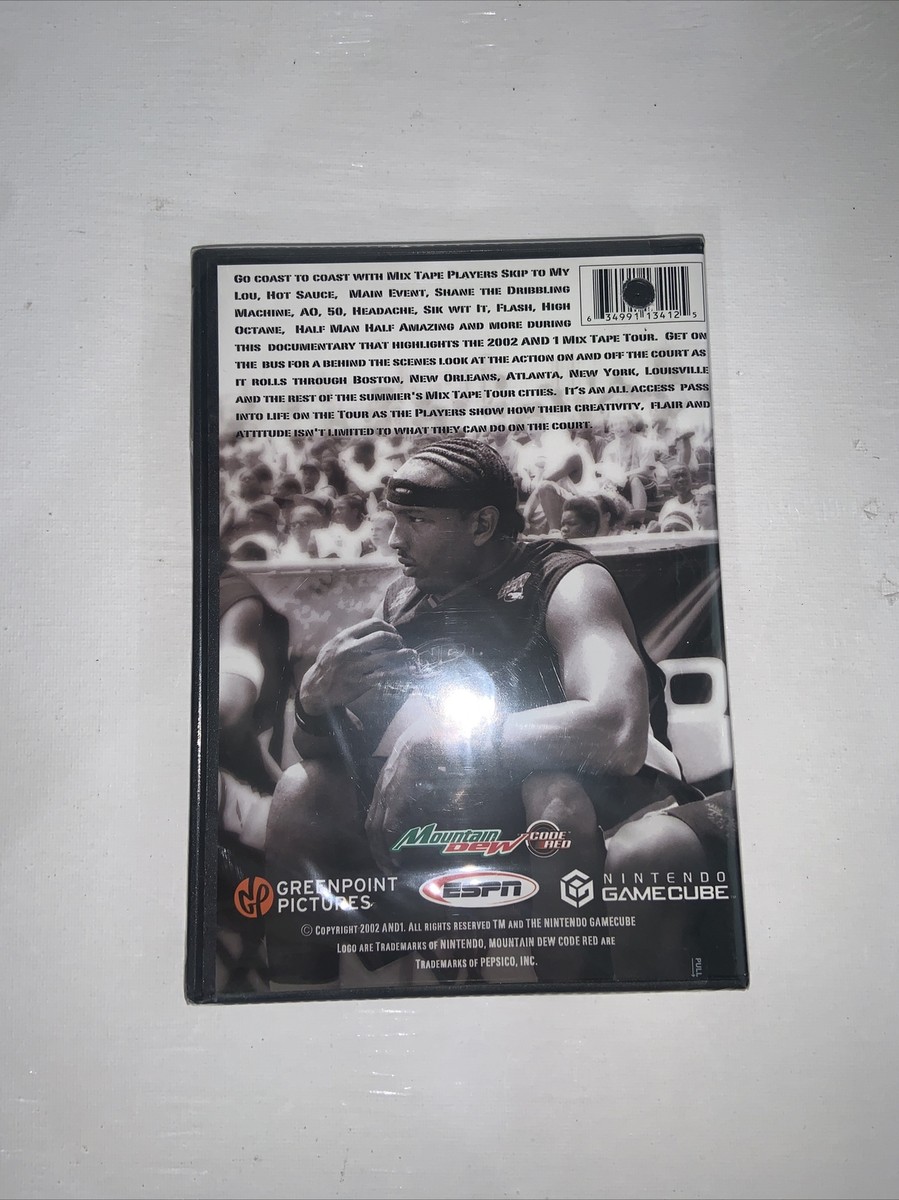 Go coast to coast with Mix Tape Players Skip to My
Lou, Hot Sauce, Main Event, Shane the Dribbling
Machine, AO, 50, Headache, Sik wit It, Flash, High
Octane, Half Man Half Amazing and more during
this documentary that highlights the 2002 AND 1 Mix Tape Tour. Get on
the bus for a behind the scenes look at the action on and off the court as
it rolls through Boston, New Orleans, Atlanta, New York, Louisville
and the rest of the summer's Mix Tape Tour cities. It's an all access pass
into life on the Tour as the Players show how their creativity, flair and
attitude isn't limited to what they can do on the court.
6 34991 13412 5
Mountain Dew CODE RED
GP GREENPOINT PICTURES
ESPN
NINTENDO GAMECUBE™
© Copyright 2002 AND1. All rights reserved TM and THE NINTENDO GAMECUBE
Logo are Trademarks of NINTENDO, MOUNTAIN DEW CODE RED are
Trademarks of PEPSICO, INC.
PULL